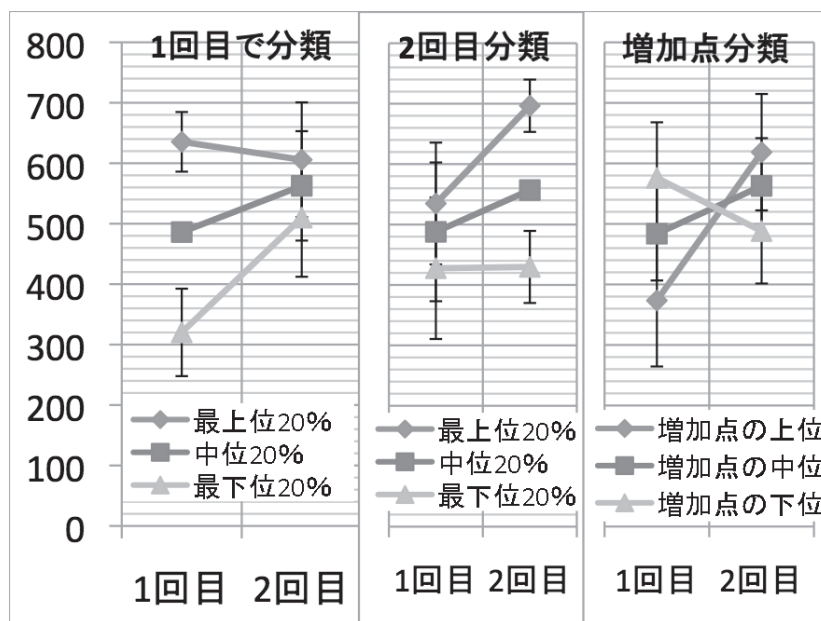 1回目で分類
2回目分類
増加点分類
800
700
600
500
400
300
200
100
0
最上位20%
中位20%
最下位20%
最上位20%
中位20%
最下位20%
増加点の上位
増加点の中位
増加点の下位
1回目 2回目
1回目 2回目
1回目 2回目